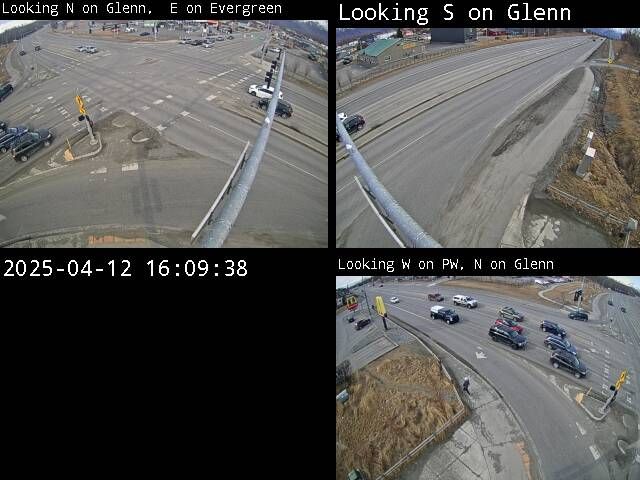 Looking N on Glenn,  E on Evergreen
Looking S on Glenn
2025-04-12 16:09:38
Looking W on PW, N on Glenn